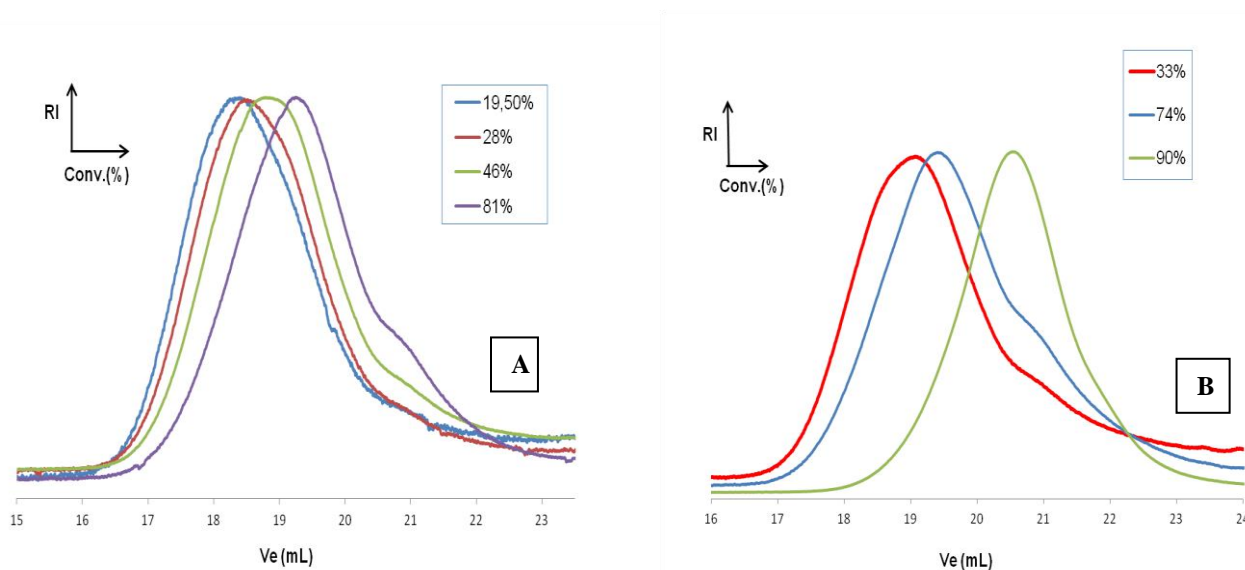 RI
Conv.(%)
19,50%
28%
46%
81%
A
15 16 17 18 19 20 21 22 23
Ve (mL)
RI
Conv.(%)
33%
74%
90%
B
16 17 18 19 20 21 22 23 24
Ve (mL)